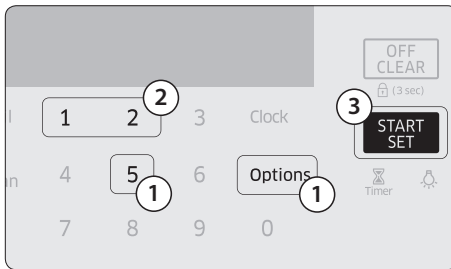 OFF
CLEAR
(3 sec)
2
3
l
1 2 3 Clock
START
SET
an 4 5 6 Options
1
1
Timer
7 8 9 0